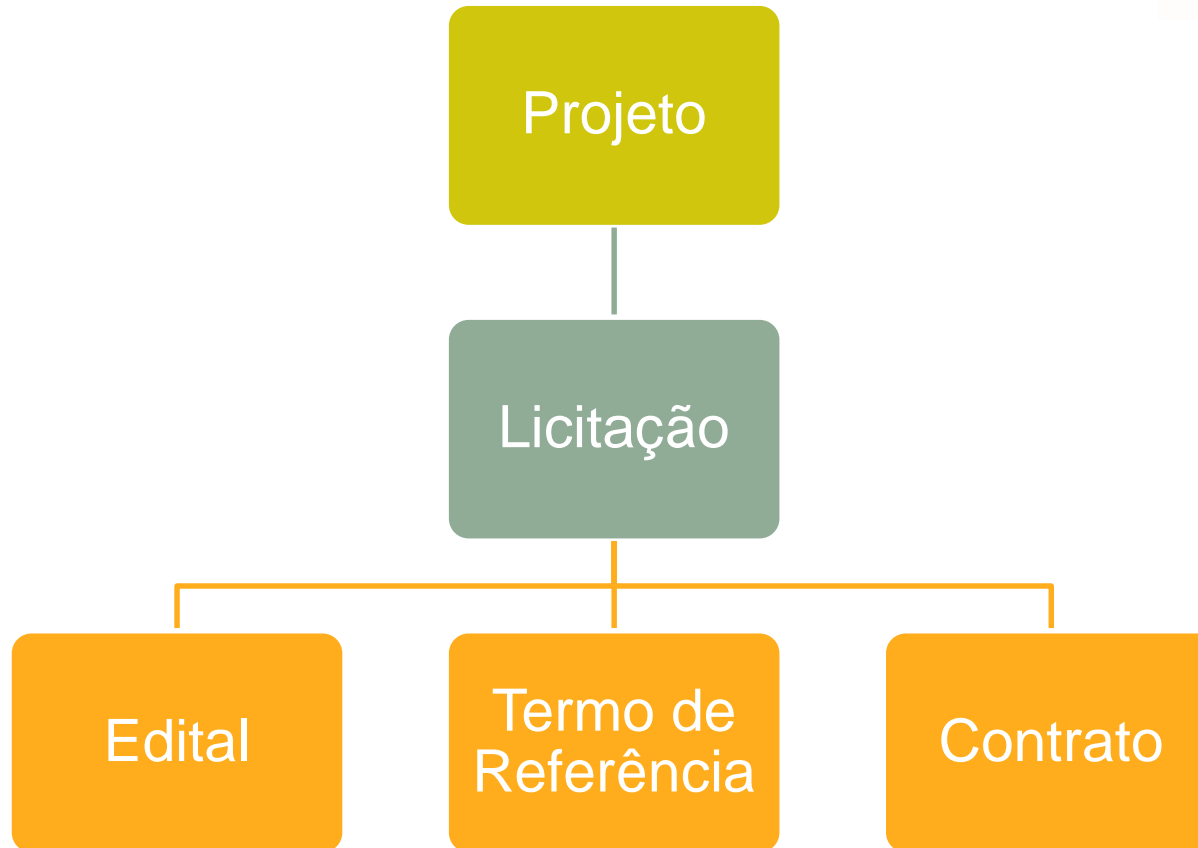 Projeto
Licitação
Edital
Termo de
Referência
Contrato